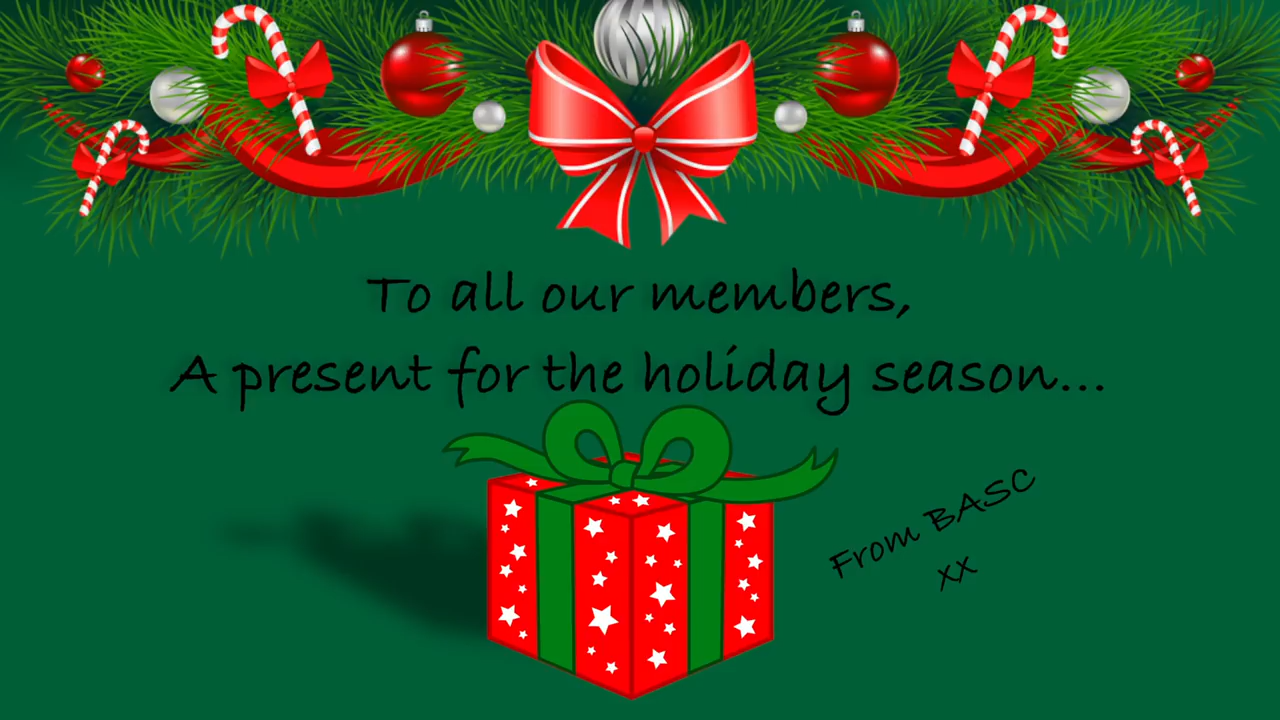 To all our members,
A present for the holiday season...
From BASC
xx